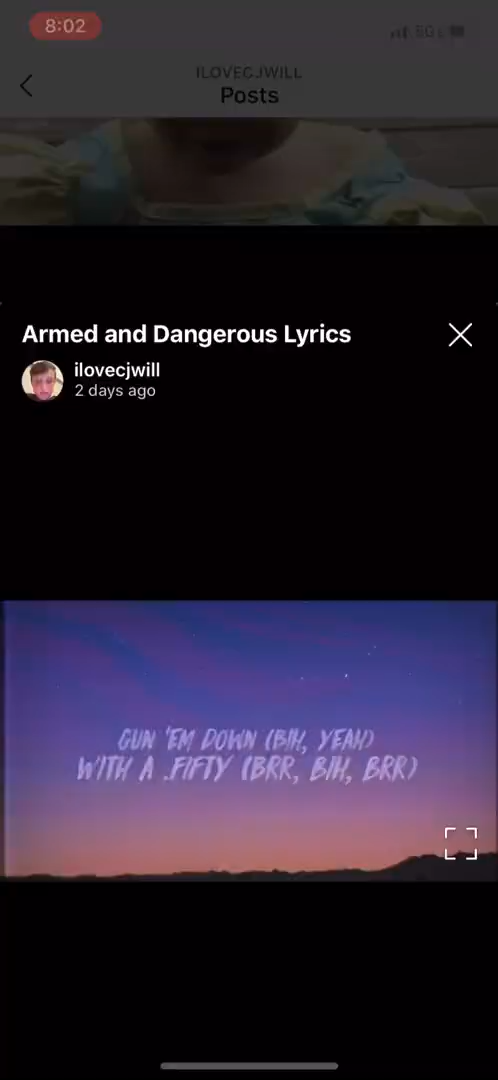 8:02
5G E
ILOVECJWILL
Posts
Armed and Dangerous Lyrics
ilovecjwill
2 days ago
GUN 'EM DOWN (BIH, YEAH)
WITH A .FIFTY (BRR, BIH, BRR)